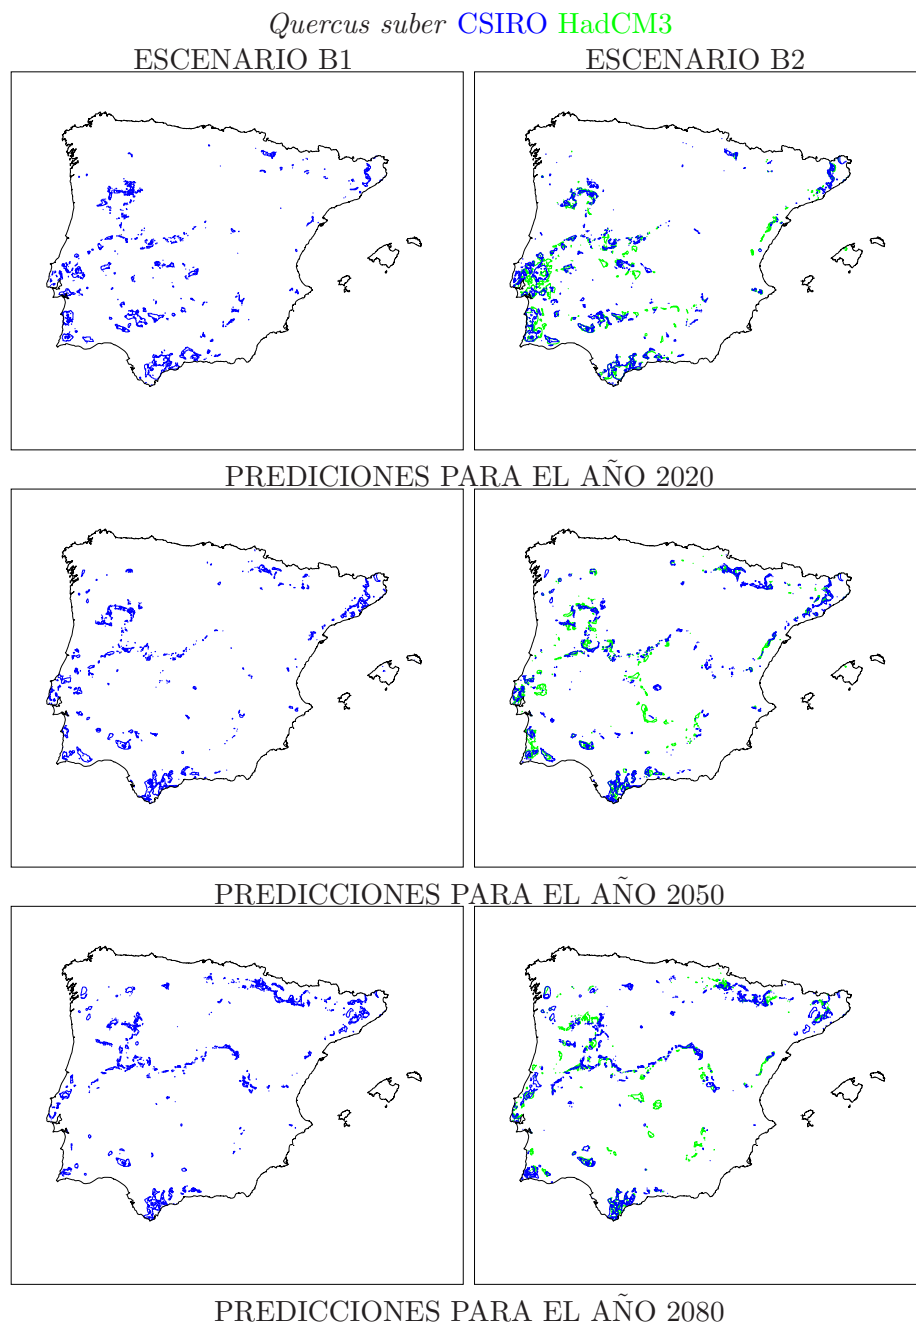 Quercus suber CSIRO HadCM3
ESCENARIO B1 ESCENARIO B2
PREDICIONES PARA EL AÑO 2020
PREDICCIONES PARA EL AÑO 2050
PREDICCIONES PARA EL AÑO 2080